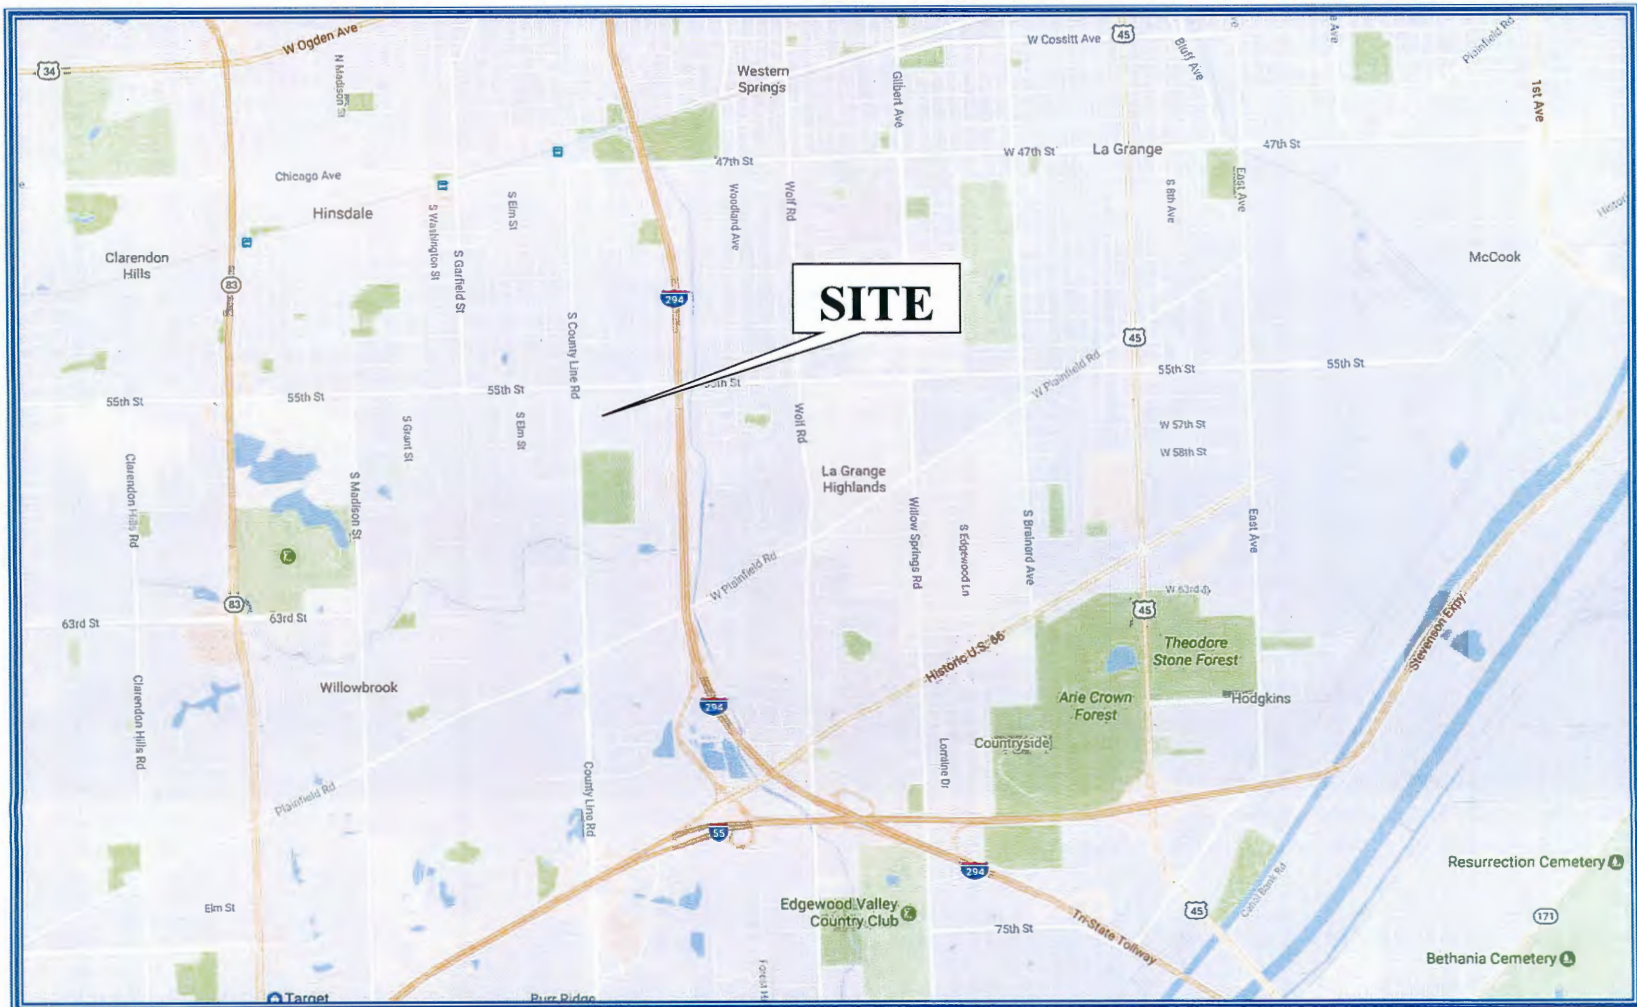 W Ogden Ave
34
N Madison St
Western
Springs
Gilbert Ave
W Cossitt Ave
45
Bluff Ave
Plainfield Rd
1st Ave
Chicago Ave
47th St
W 47th St
La Grange
47th St
Hinsdale
S Washington St
S Garfield St
S Elm St
Woodland Ave
Wolf Rd
S 8th Ave
East Ave
Clarendon
Hills
83
294
SITE
McCook
S County Line Rd
45
55th St
55th St
55th St
W Plainfield Rd
55th St
55th St
S Grant St
S Elm St
Wolf Rd
W 57th St
W 58th St
Clarendon Hills Rd
S Madison St
La Grange
Highlands
Willow Springs Rd
S Edgewood Ln
S Brainard Ave
East Ave
W Plainfield Rd
83
63rd St
63rd St
45
Historic U.S. 66
Theodore
Stone Forest
Stevenson Expy
Willowbrook
Clarendon Hills Rd
294
Arie Crown
Forest
Hodgkins
Countryside
Lorraine Dr
Plainfield Rd
County Line Rd
55
294
Resurrection Cemetery
Elm St
Edgewood Valley
Country Club
75th St
Tri-State Tollway
45
Canal Bank Rd
171
Bethania Cemetery
Target
Burr Ridge